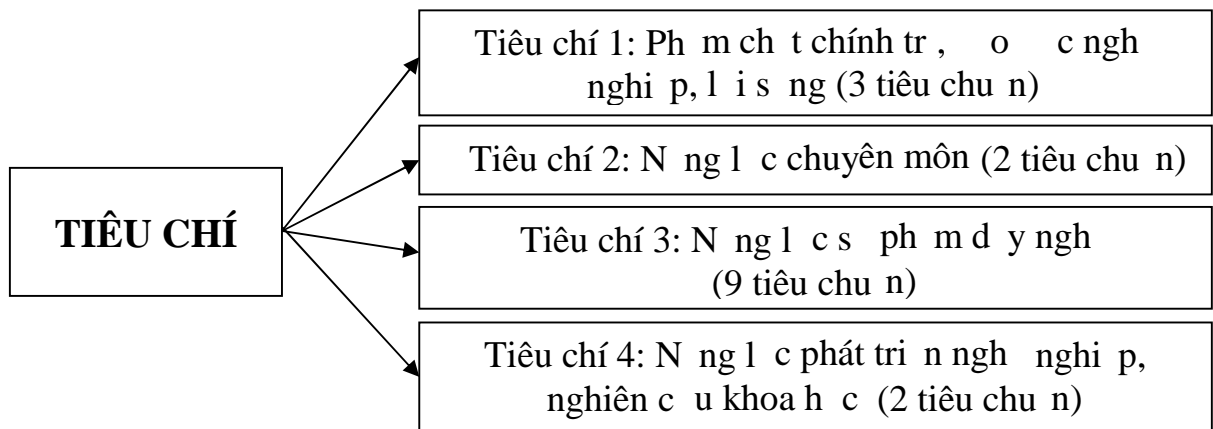 TIÊU CHÍ
Tiêu chí 1: Ph m ch t chính tr , o c ngh
nghi p, l i s ng (3 tiêu chu n)
Tiêu chí 2: N ng l c chuyên môn (2 tiêu chu n)
Tiêu chí 3: N ng l c s ph m d y ngh
(9 tiêu chu n)
Tiêu chí 4: N ng l c phát tri n ngh nghi p,
nghiên c u khoa h c (2 tiêu chu n)